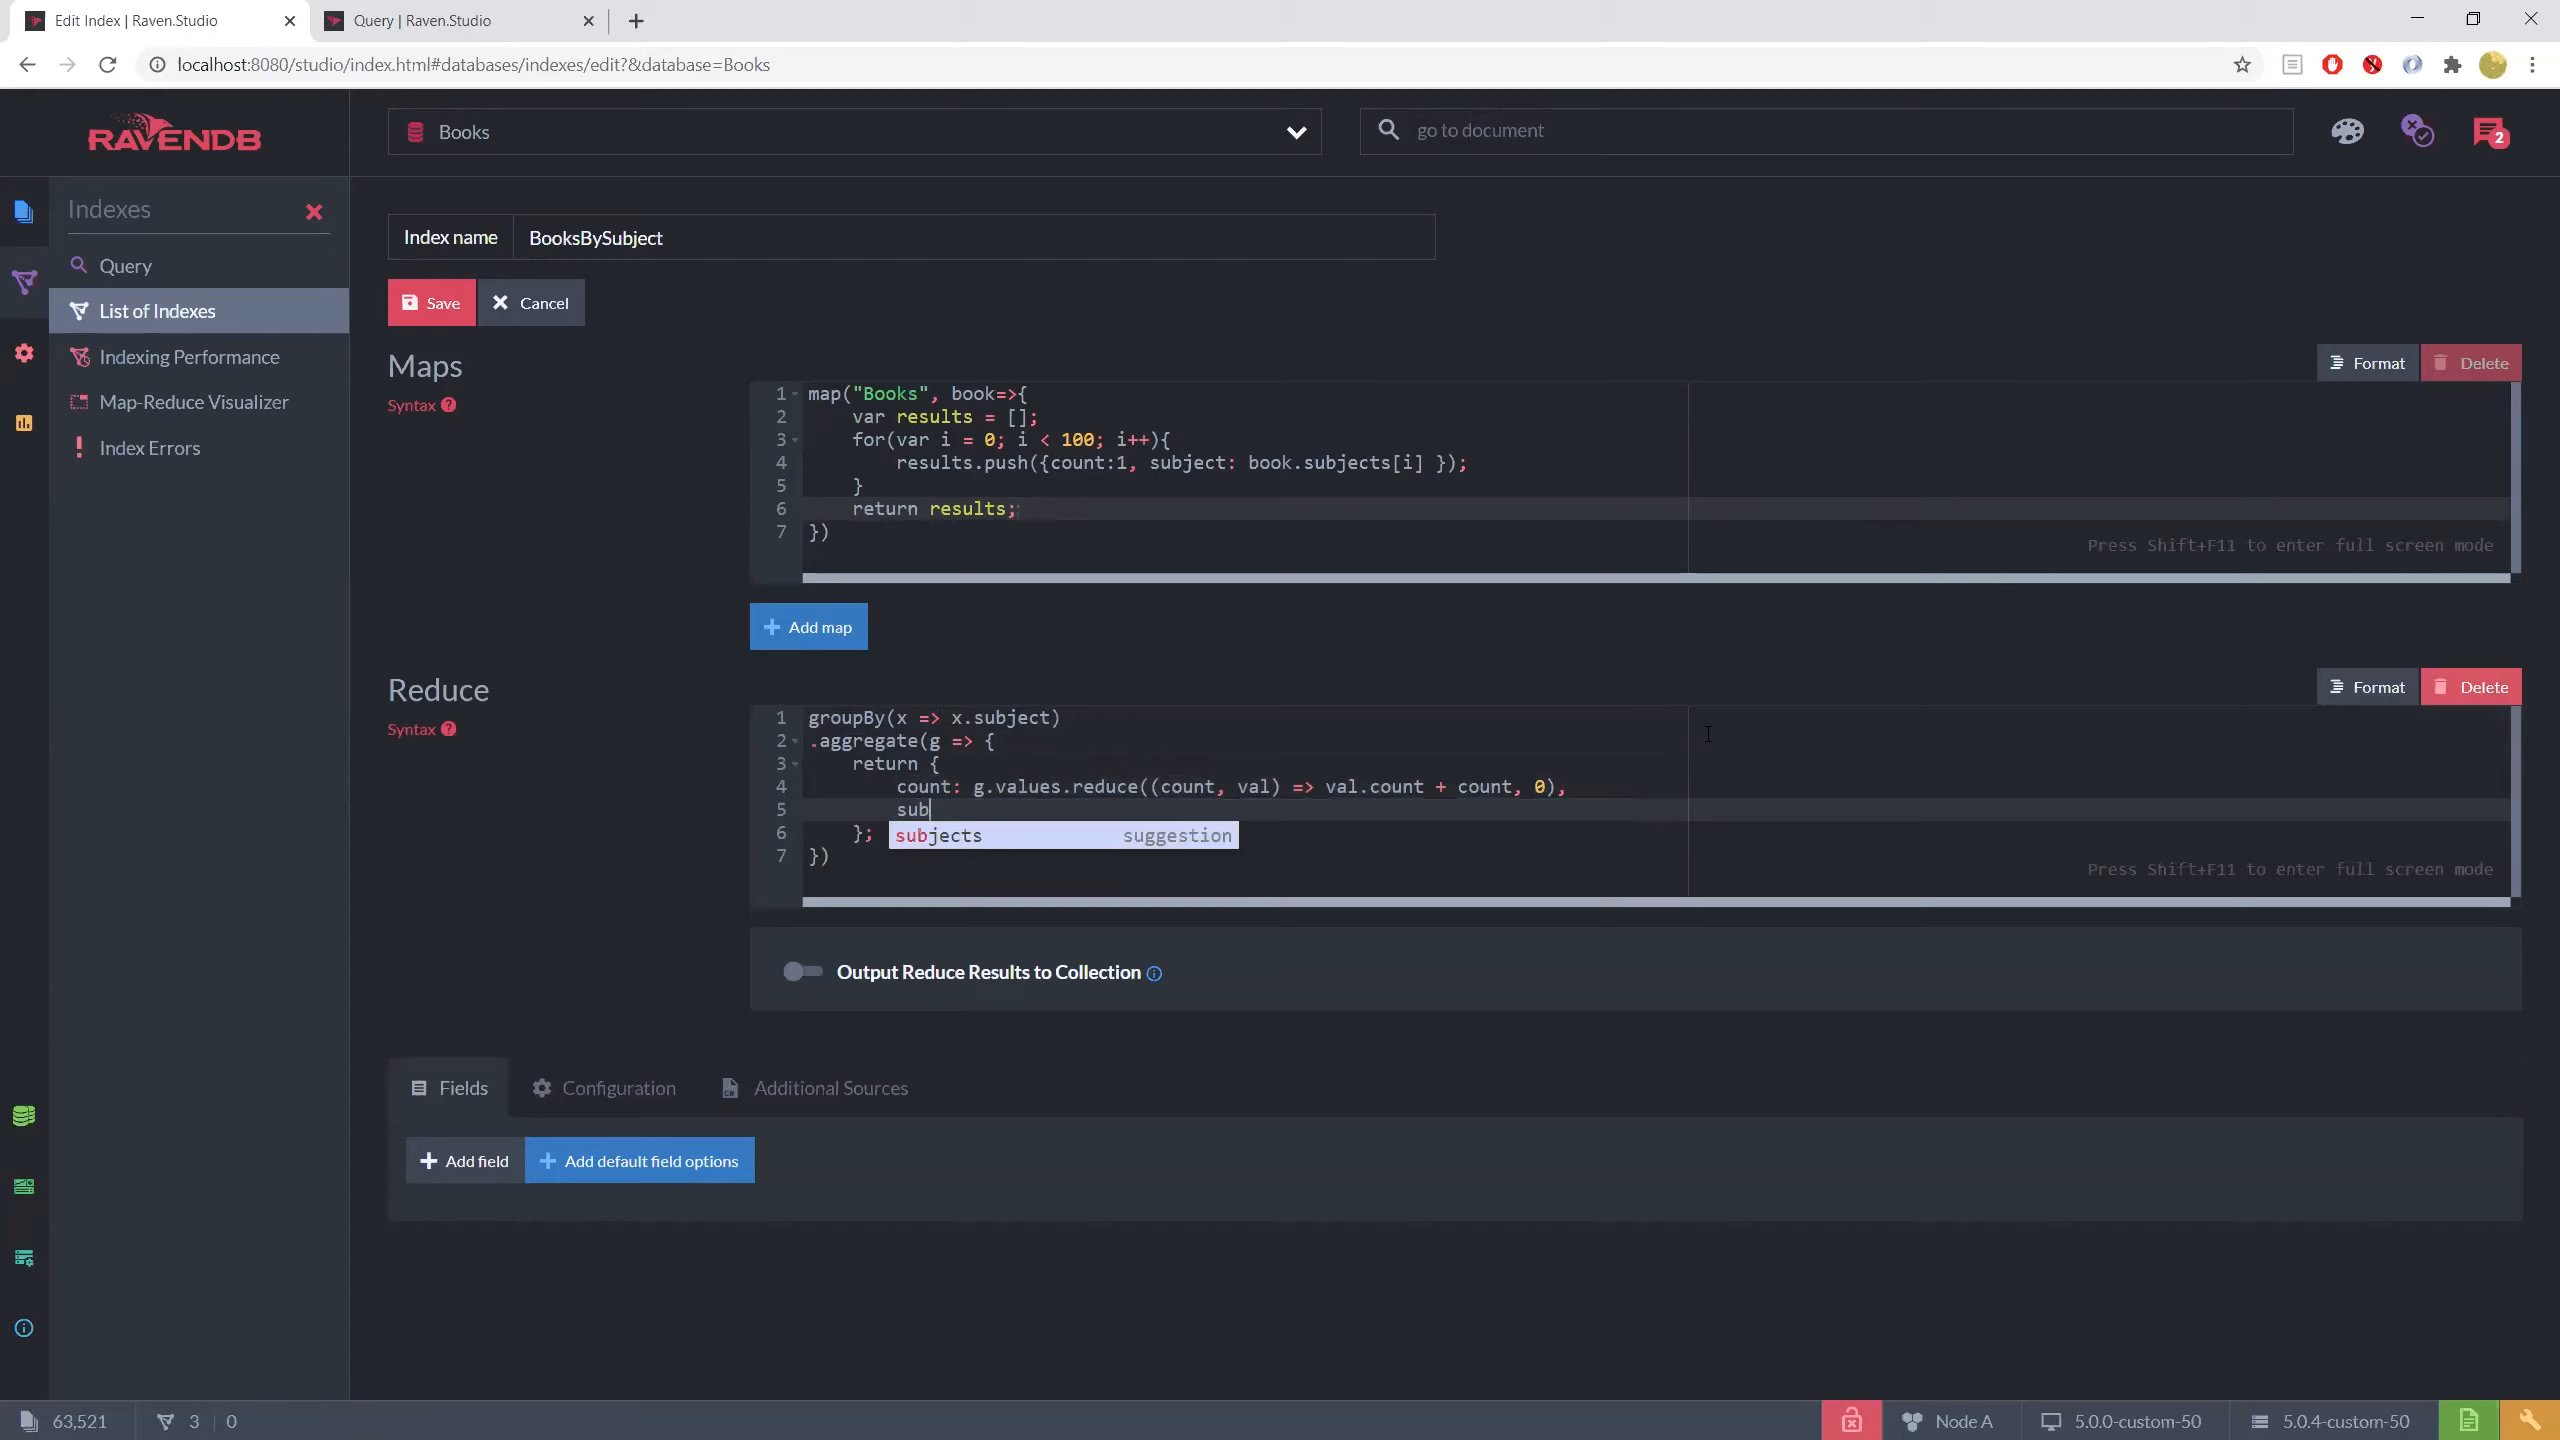 Edit Index | Raven.Studio
Query | Raven.Studio
localhost:8080/studio/index.html#databases/indexes/edit?&database=Books
RAVENDB
Books
go to document
2
Indexes
Query
List of Indexes
Indexing Performance
Map-Reduce Visualizer
Index Errors
Index name
BooksBySubject
Save
Cancel
Maps
Syntax
Format
Delete
1 map("Books", book=>{
2 var results = [];
3 for(var i = 0; i < 100; i++){
4 results.push({count:1, subject: book.subjects[i] });
5 }
6 return results;
7 })
Press Shift+F11 to enter full screen mode
Add map
Reduce
Syntax
Format
Delete
1 groupBy(x => x.subject)
2 .aggregate(g => {
3 return {
4 count: g.values.reduce((count, val) => val.count + count, 0),
5 sub
6 };
subjects suggestion
7 })
Press Shift+F11 to enter full screen mode
Output Reduce Results to Collection
Fields
Configuration
Additional Sources
Add field
Add default field options
63,521
3
0
Node A
5.0.0-custom-50
5.0.4-custom-50